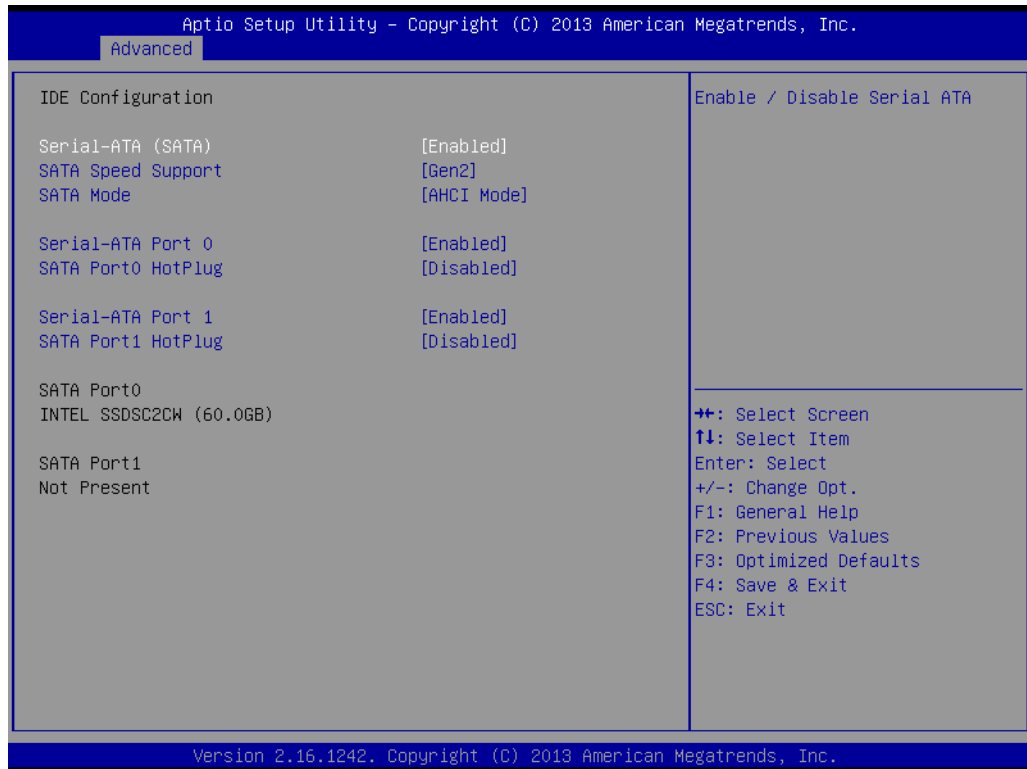 Aptio Setup Utility – Copyright (C) 2013 American Megatrends, Inc.
Advanced
IDE Configuration
Serial-ATA (SATA) [Enabled]
SATA Speed Support [Gen2]
SATA Mode [AHCI Mode]
Serial-ATA Port 0 [Enabled]
SATA Port0 HotPlug [Disabled]
Serial-ATA Port 1 [Enabled]
SATA Port1 HotPlug [Disabled]
SATA Port0
INTEL SSDSC2CW (60.0GB)
SATA Port1
Not Present
Enable / Disable Serial ATA
→←: Select Screen
↑↓: Select Item
Enter: Select
+/-: Change Opt.
F1: General Help
F2: Previous Values
F3: Optimized Defaults
F4: Save & Exit
ESC: Exit
Version 2.16.1242. Copyright (C) 2013 American Megatrends, Inc.